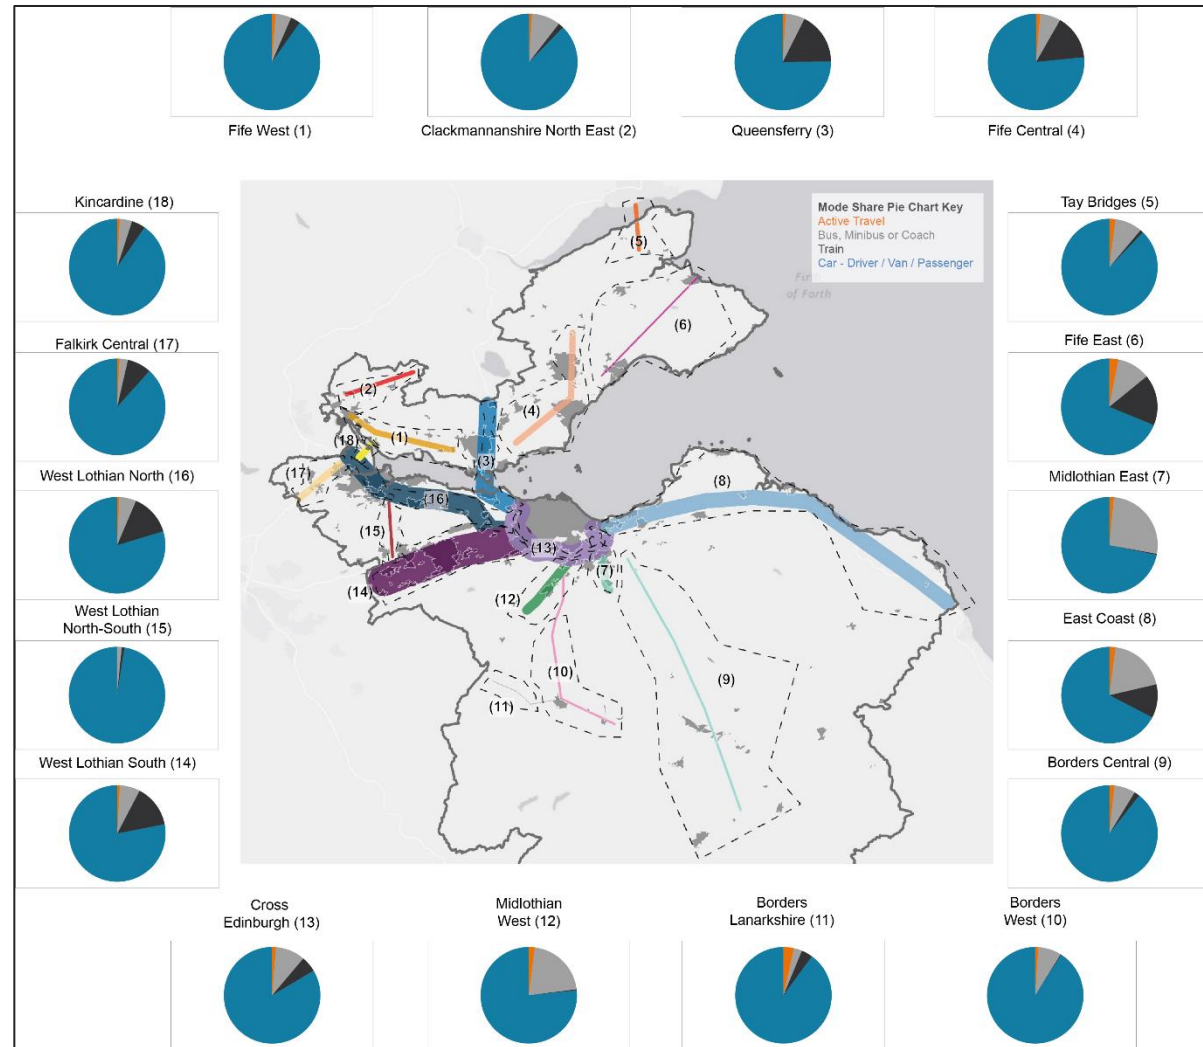 Fife West (1)
Clackmannanshire North East (2)
Queensferry (3)
Fife Central (4)
Kincardine (18)
Tay Bridges (5)
Mode Share Pie Chart Key
Active Travel
Bus, Minibus or Coach
Train
Car - Driver / Van / Passenger
Firth
of Forth
Falkirk Central (17)
Fife East (6)
West Lothian North (16)
Midlothian East (7)
West Lothian
North-South (15)
East Coast (8)
West Lothian South (14)
Borders Central (9)
(5)
(6)
(2)
(4)
(1)
(18)
(3)
(17)
(8)
(16)
(15)
(13)
(7)
(14)
(12)
(10)
(9)
(11)
Cross
Edinburgh (13)
Midlothian
West (12)
Borders
Lanarkshire (11)
Borders
West (10)